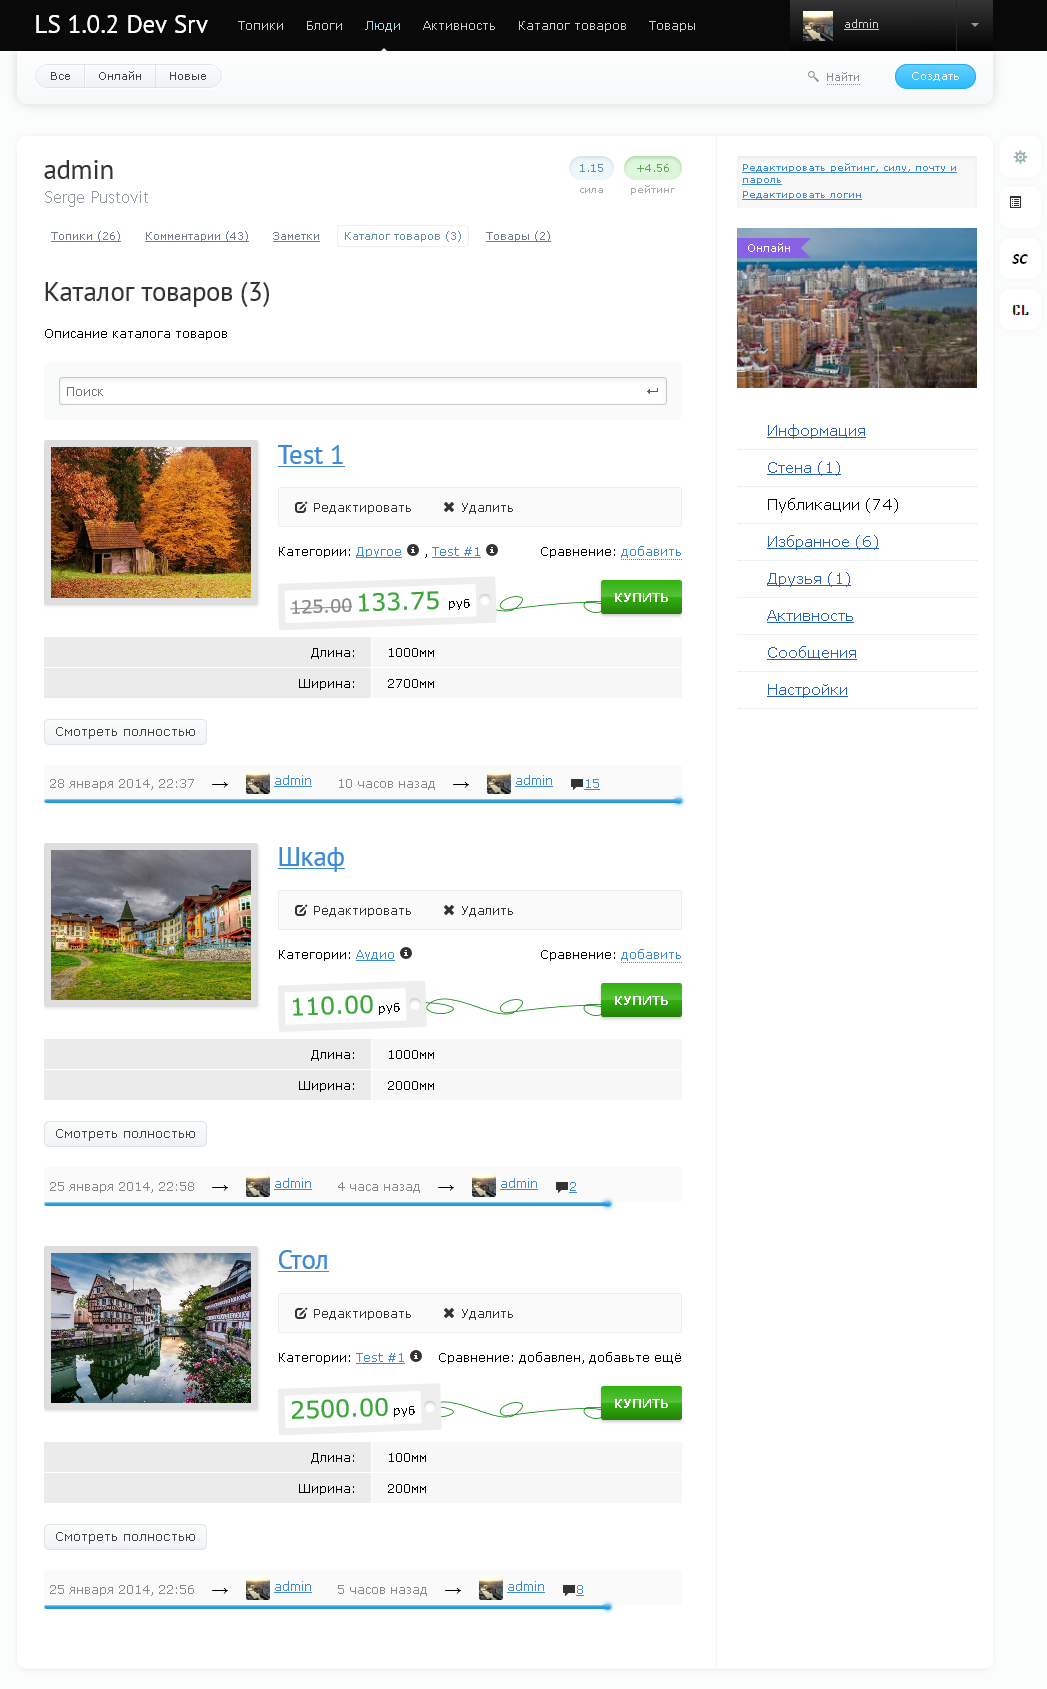 LS 1.0.2 Dev Srv Топики Блоги Люди Активность Каталог товаров Товары admin
Все Онлайн Новые Найти Создать
admin
Serge Pustovit
1.15 +4.56
сила рейтинг
Топики (26) Комментарии (43) Заметки Каталог товаров (3) Товары (2)
Каталог товаров (3)
Описание каталога товаров
Поиск
Test 1
Редактировать Удалить
Категории: Другое , Test #1 Сравнение: добавить
125.00 133.75 руб КУПИТЬ
Длина: 1000мм
Ширина: 2700мм
Смотреть полностью
28 января 2014, 22:37 → admin 10 часов назад → admin 15
Шкаф
Редактировать Удалить
Категории: Аудио Сравнение: добавить
110.00 руб КУПИТЬ
Длина: 1000мм
Ширина: 2000мм
Смотреть полностью
25 января 2014, 22:58 → admin 4 часа назад → admin 2
Стол
Редактировать Удалить
Категории: Test #1 Сравнение: добавлен, добавьте ещё
2500.00 руб КУПИТЬ
Длина: 100мм
Ширина: 200мм
Смотреть полностью
25 января 2014, 22:56 → admin 5 часов назад → admin 8
Редактировать рейтинг, силу, почту и
пароль
Редактировать логин
Онлайн
Информация
Стена (1)
Публикации (74)
Избранное (6)
Друзья (1)
Активность
Сообщения
Настройки
SC
CL